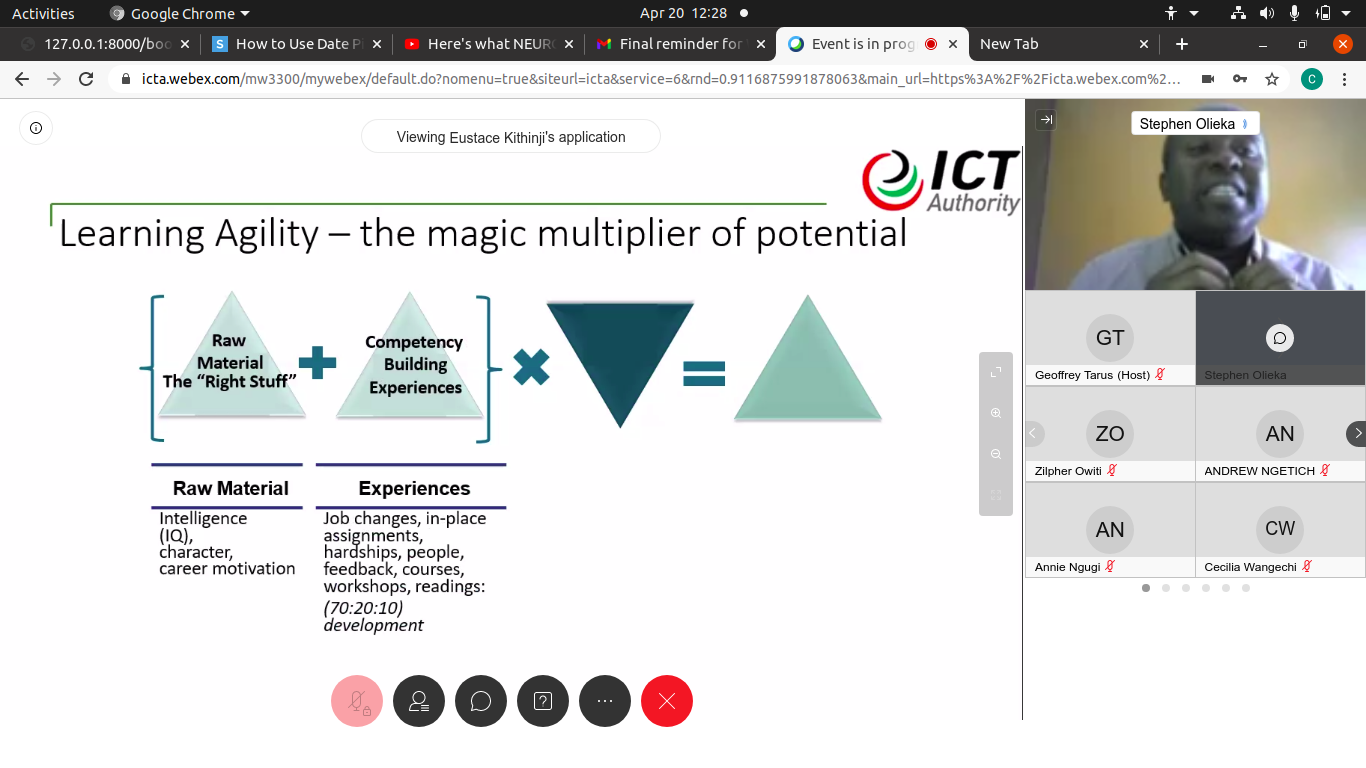 Activities
Google Chrome
Apr 20 12:28
127.0.0.1:8000/boo
How to Use Date P
Here's what NEUR
Final reminder for
Event is in prog
New Tab
icta.webex.com/mw3300/mywebex/default.do?nomenu=true&siteurl=icta&service=6&rnd=0.9116875991878063&main_url=https%3A%2F%2Ficta.webex.com%2...
C
Viewing Eustace Kithinji's application
ICT
Authority
Learning Agility – the magic multiplier of potential
Raw
Material
The “Right Stuff”
Competency
Building
Experiences
Raw Material
Intelligence
(IQ),
character,
career motivation
Experiences
Job changes, in-place
assignments,
hardships, people,
feedback, courses,
workshops, readings:
(70:20:10)
development
Stephen Olieka
GT
Geoffrey Tarus (Host)
Stephen Olieka
ZO
Zilpher Owiti
AN
ANDREW NGETICH
AN
Annie Ngugi
CW
Cecilia Wangechi